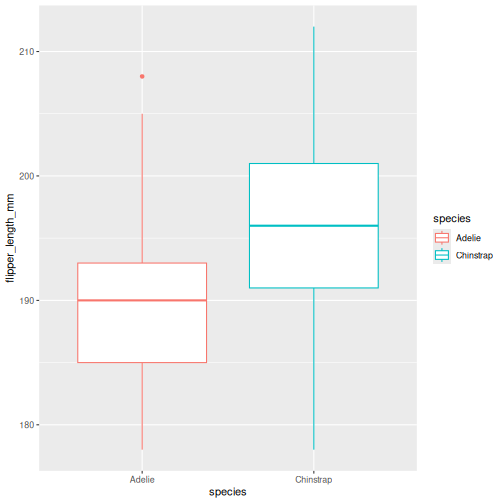 210
200
190
180
flipper_length_mm
Adelie
Chinstrap
species
species
Adelie
Chinstrap